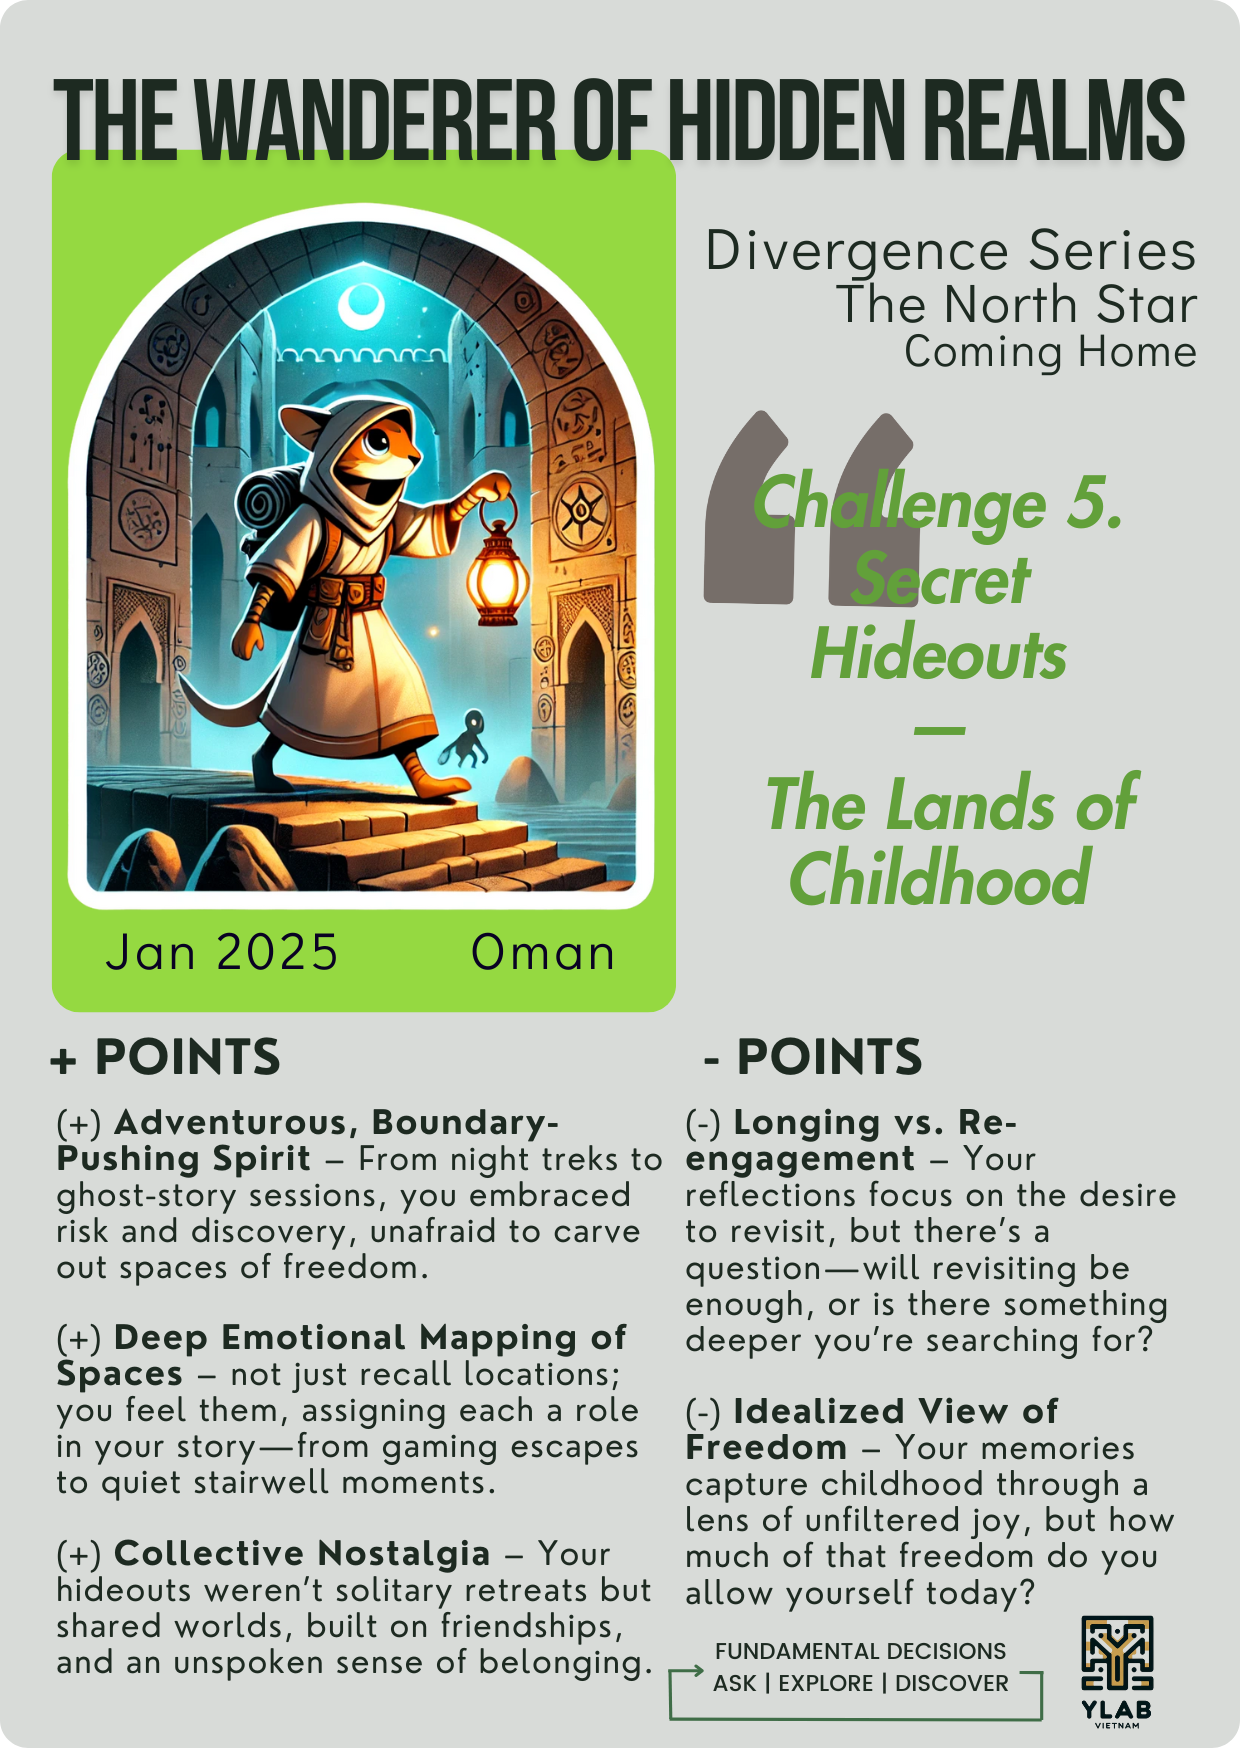 THE WANDERER OF HIDDEN REALMS
Divergence Series
The North Star
Coming Home
Challenge 5.
Secret
Hideouts
—
The Lands of
Childhood
Jan 2025 Oman
+ POINTS
(+) Adventurous, Boundary-
Pushing Spirit – From night treks to
ghost-story sessions, you embraced
risk and discovery, unafraid to carve
out spaces of freedom.
(+) Deep Emotional Mapping of
Spaces – not just recall locations;
you feel them, assigning each a role
in your story—from gaming escapes
to quiet stairwell moments.
(+) Collective Nostalgia – Your
hideouts weren’t solitary retreats but
shared worlds, built on friendships,
and an unspoken sense of belonging.
- POINTS
(-) Longing vs. Re-
engagement – Your
reflections focus on the desire
to revisit, but there’s a
question—will revisiting be
enough, or is there something
deeper you’re searching for?
(-) Idealized View of
Freedom – Your memories
capture childhood through a
lens of unfiltered joy, but how
much of that freedom do you
allow yourself today?
FUNDAMENTAL DECISIONS
ASK | EXPLORE | DISCOVER
YLAB
VIETNAM